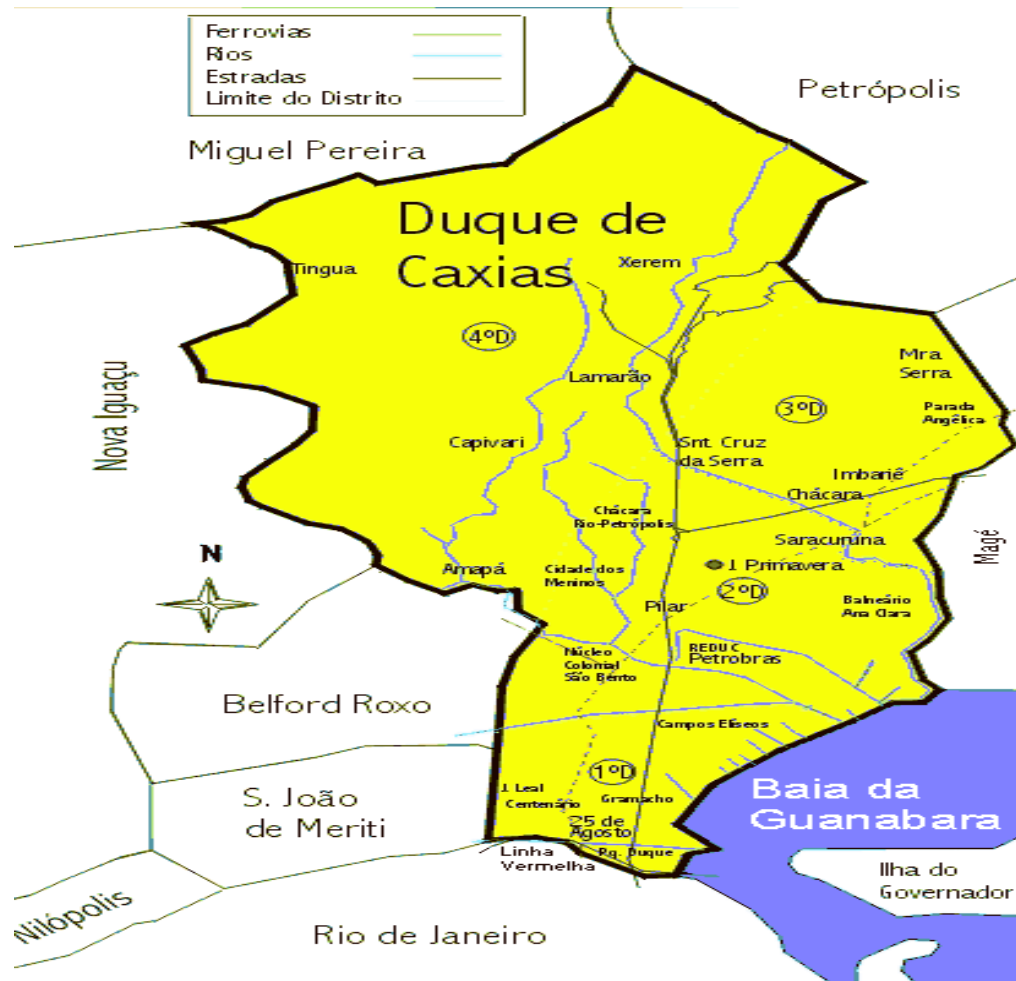 Ferrovias
Rios
Estradas
Limite do Distrito
Petrópolis
Miguel Pereira
Duque de
Caxias
Tingua
Xerem
4ºD
Nova Iguaçu
Lamarão
Mra
Serra
3ºD
Parada
Angêlica
Capivari
Snt. Cruz
da Serra
Imbariê
Chácara
Chácara
Rio-Petrópolis
Saracunina
Magé
N
Amapá
Cidade dos
Meninos
J. Primavera
2ºD
Pilar
Balneário
Ana Clara
Núcleo
Colonial
São Bento
REDUC
Petrobras
Belford Roxo
Campos Elíseos
1ºD
J. Leal
Centenário
Gramacho
25 de
Agosto
Pq. Duque
Linha
Vermelha
S. João
de Meriti
Baia da
Guanabara
Ilha do
Governador
Nilópolis
Rio de Janeiro